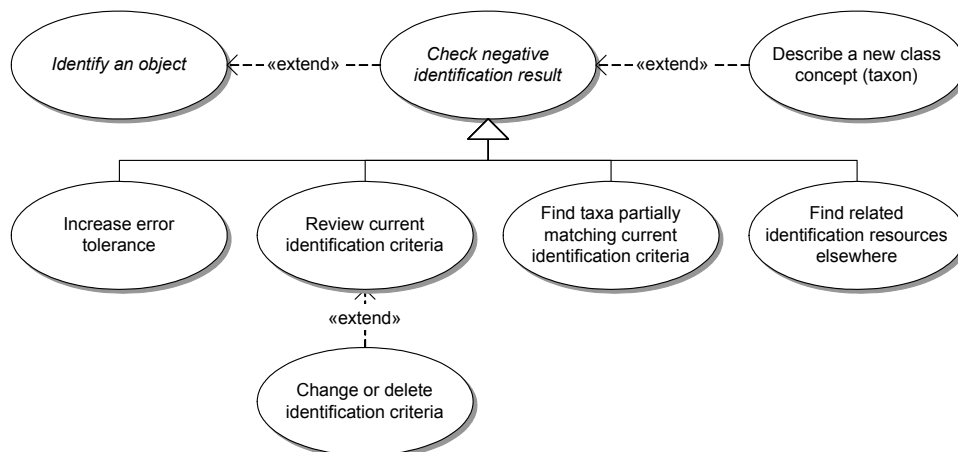 Identify an object
«extend»
Check negative
identification result
«extend»
Describe a new class
concept (taxon)
Increase error
tolerance
Review current
identification criteria
Find taxa partially
matching current
identification criteria
Find related
identification resources
elsewhere
«extend»
Change or delete
identification criteria